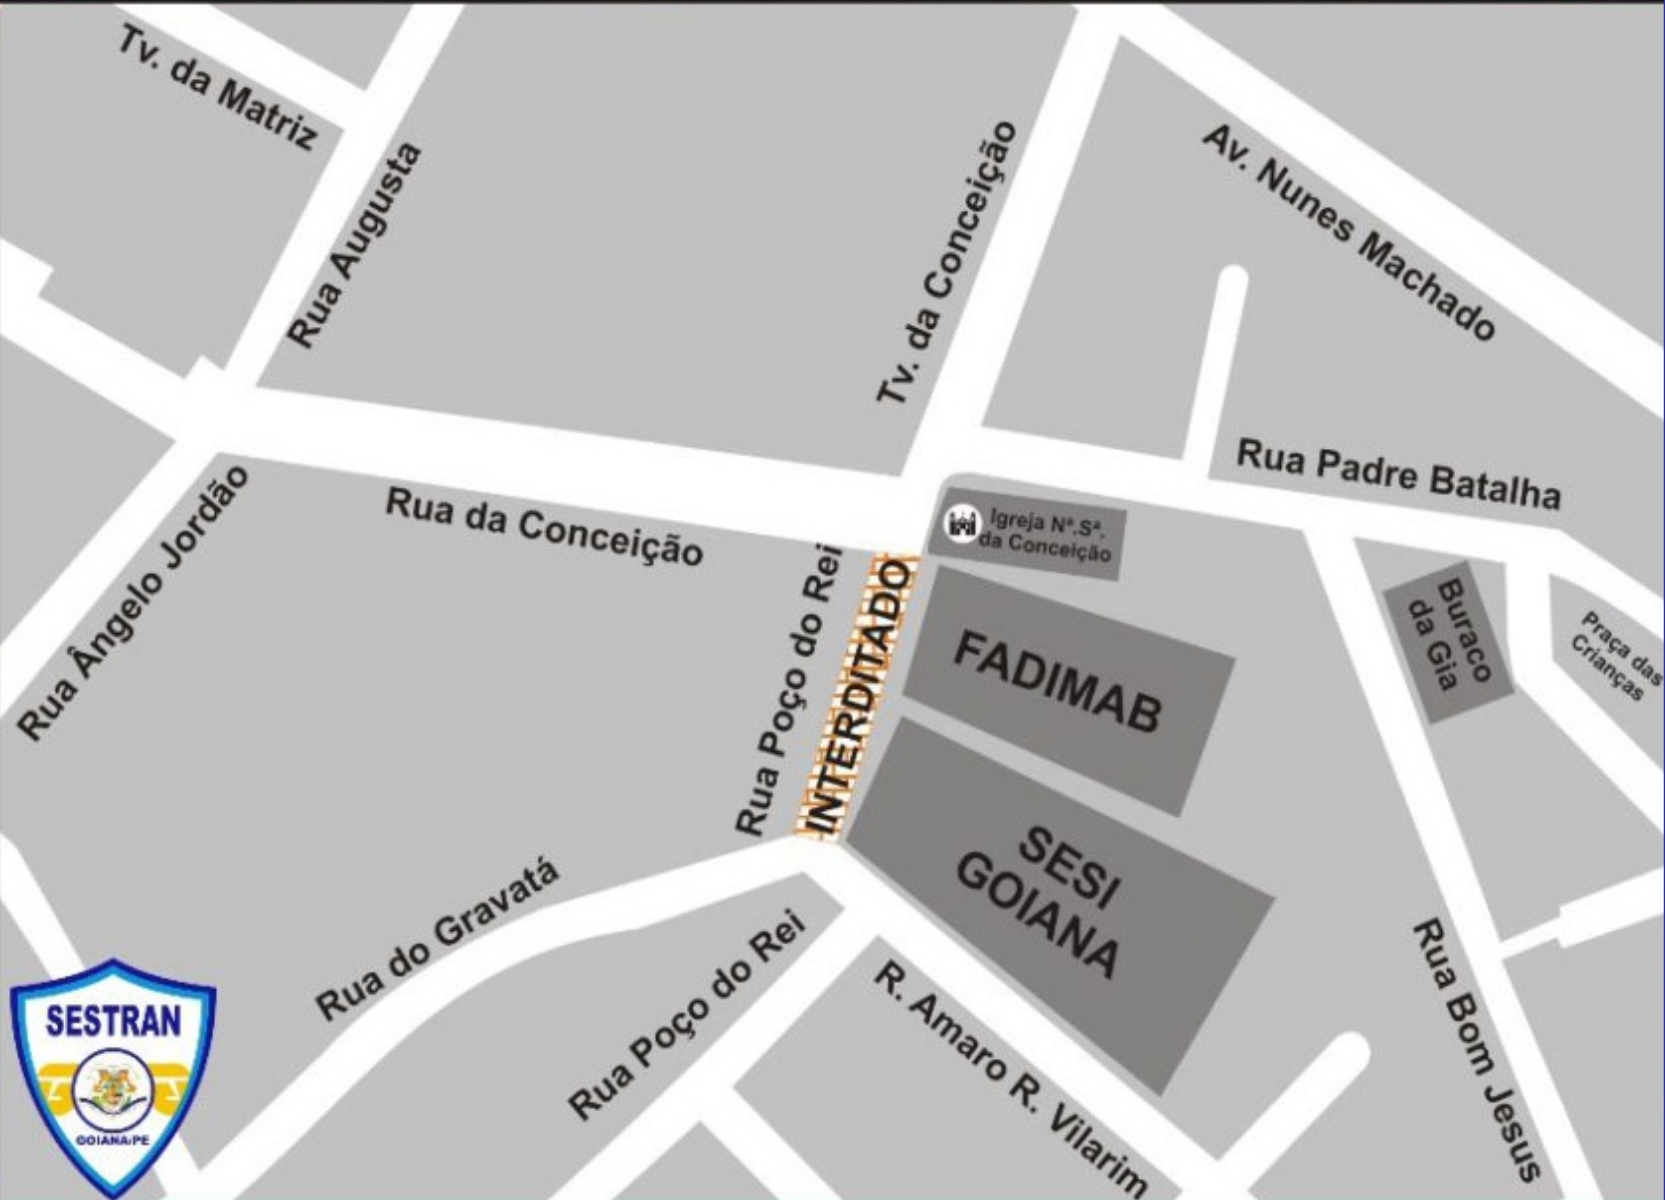 Tv. da Matriz
Rua Augusta
Tv. da Conceição
Av. Nunes Machado
Rua Padre Batalha
Rua da Conceição
Rua Ângelo Jordão
Igreja Nª.Sª.
da Conceição
Rua Poço do Rei
INTERDITADO
FADIMAB
Buraco
da Gia
Praça das
Crianças
SESI
GOIANA
Rua do Gravatá
Rua Poço do Rei
R. Amaro R. Vilarim
Rua Bom Jesus
SESTRAN
GOIANA/PE